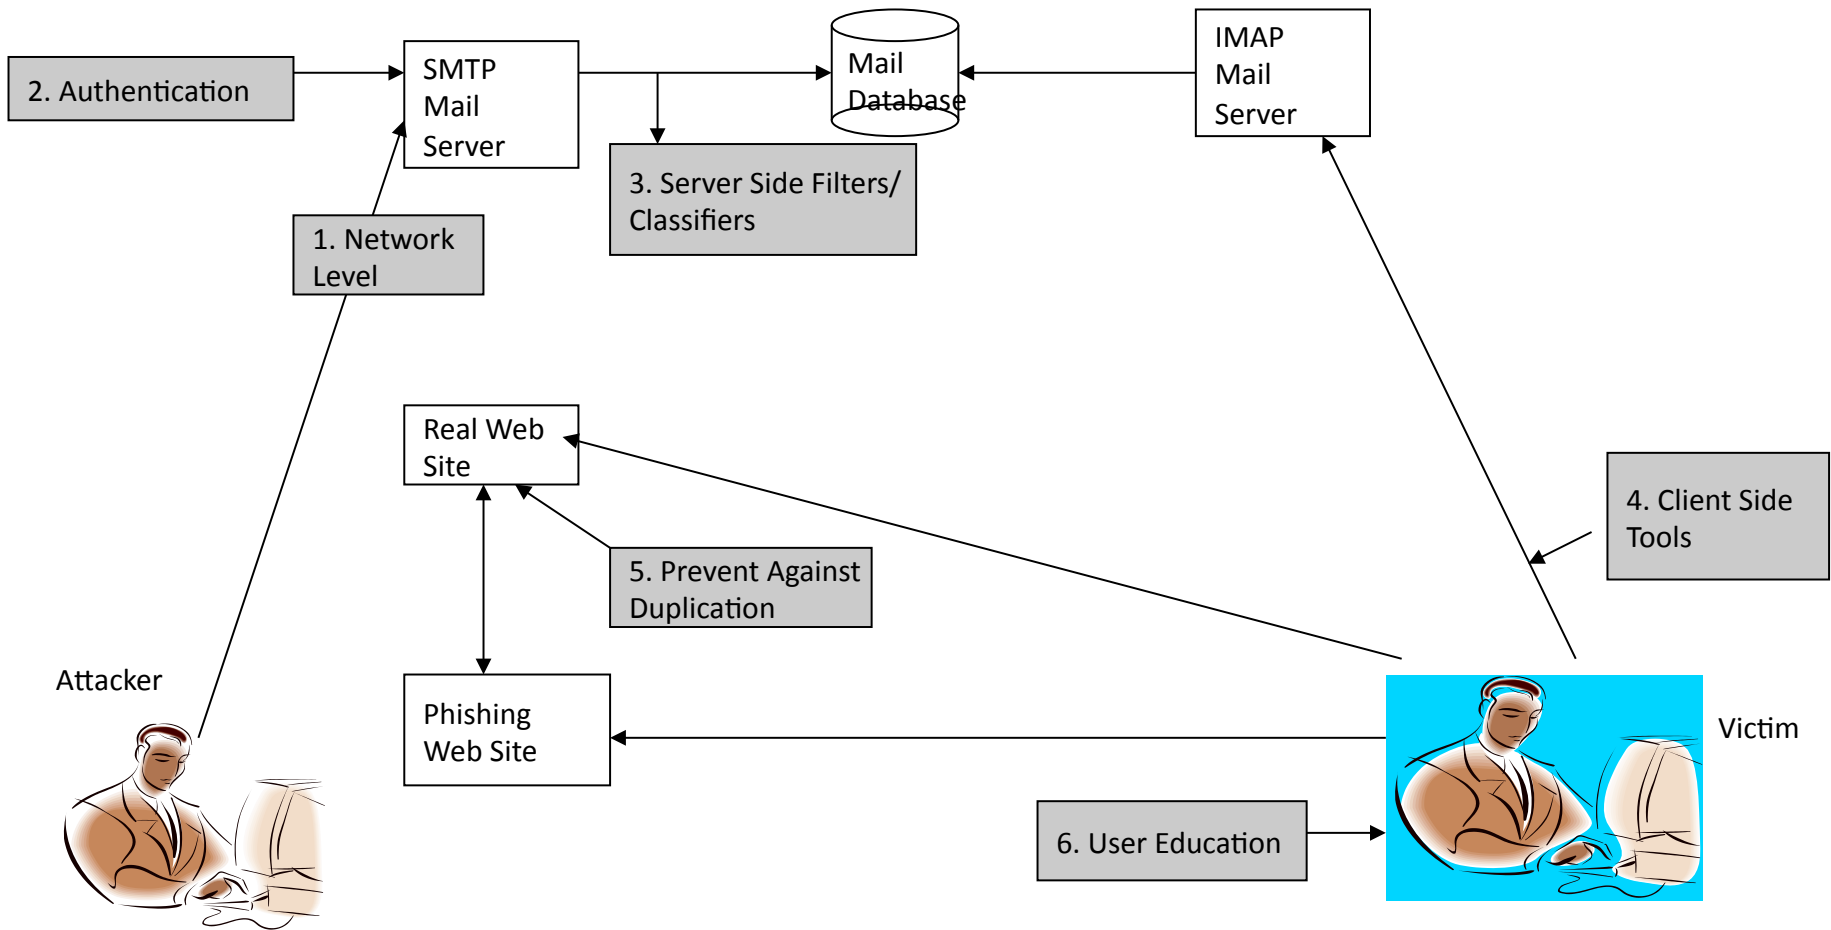 2. Authentication
SMTP
Mail
Server
Mail
Database
IMAP
Mail
Server
3. Server Side Filters/
Classifiers
1. Network
Level
Real Web
Site
4. Client Side
Tools
5. Prevent Against
Duplication
Attacker
Phishing
Web Site
Victim
6. User Education